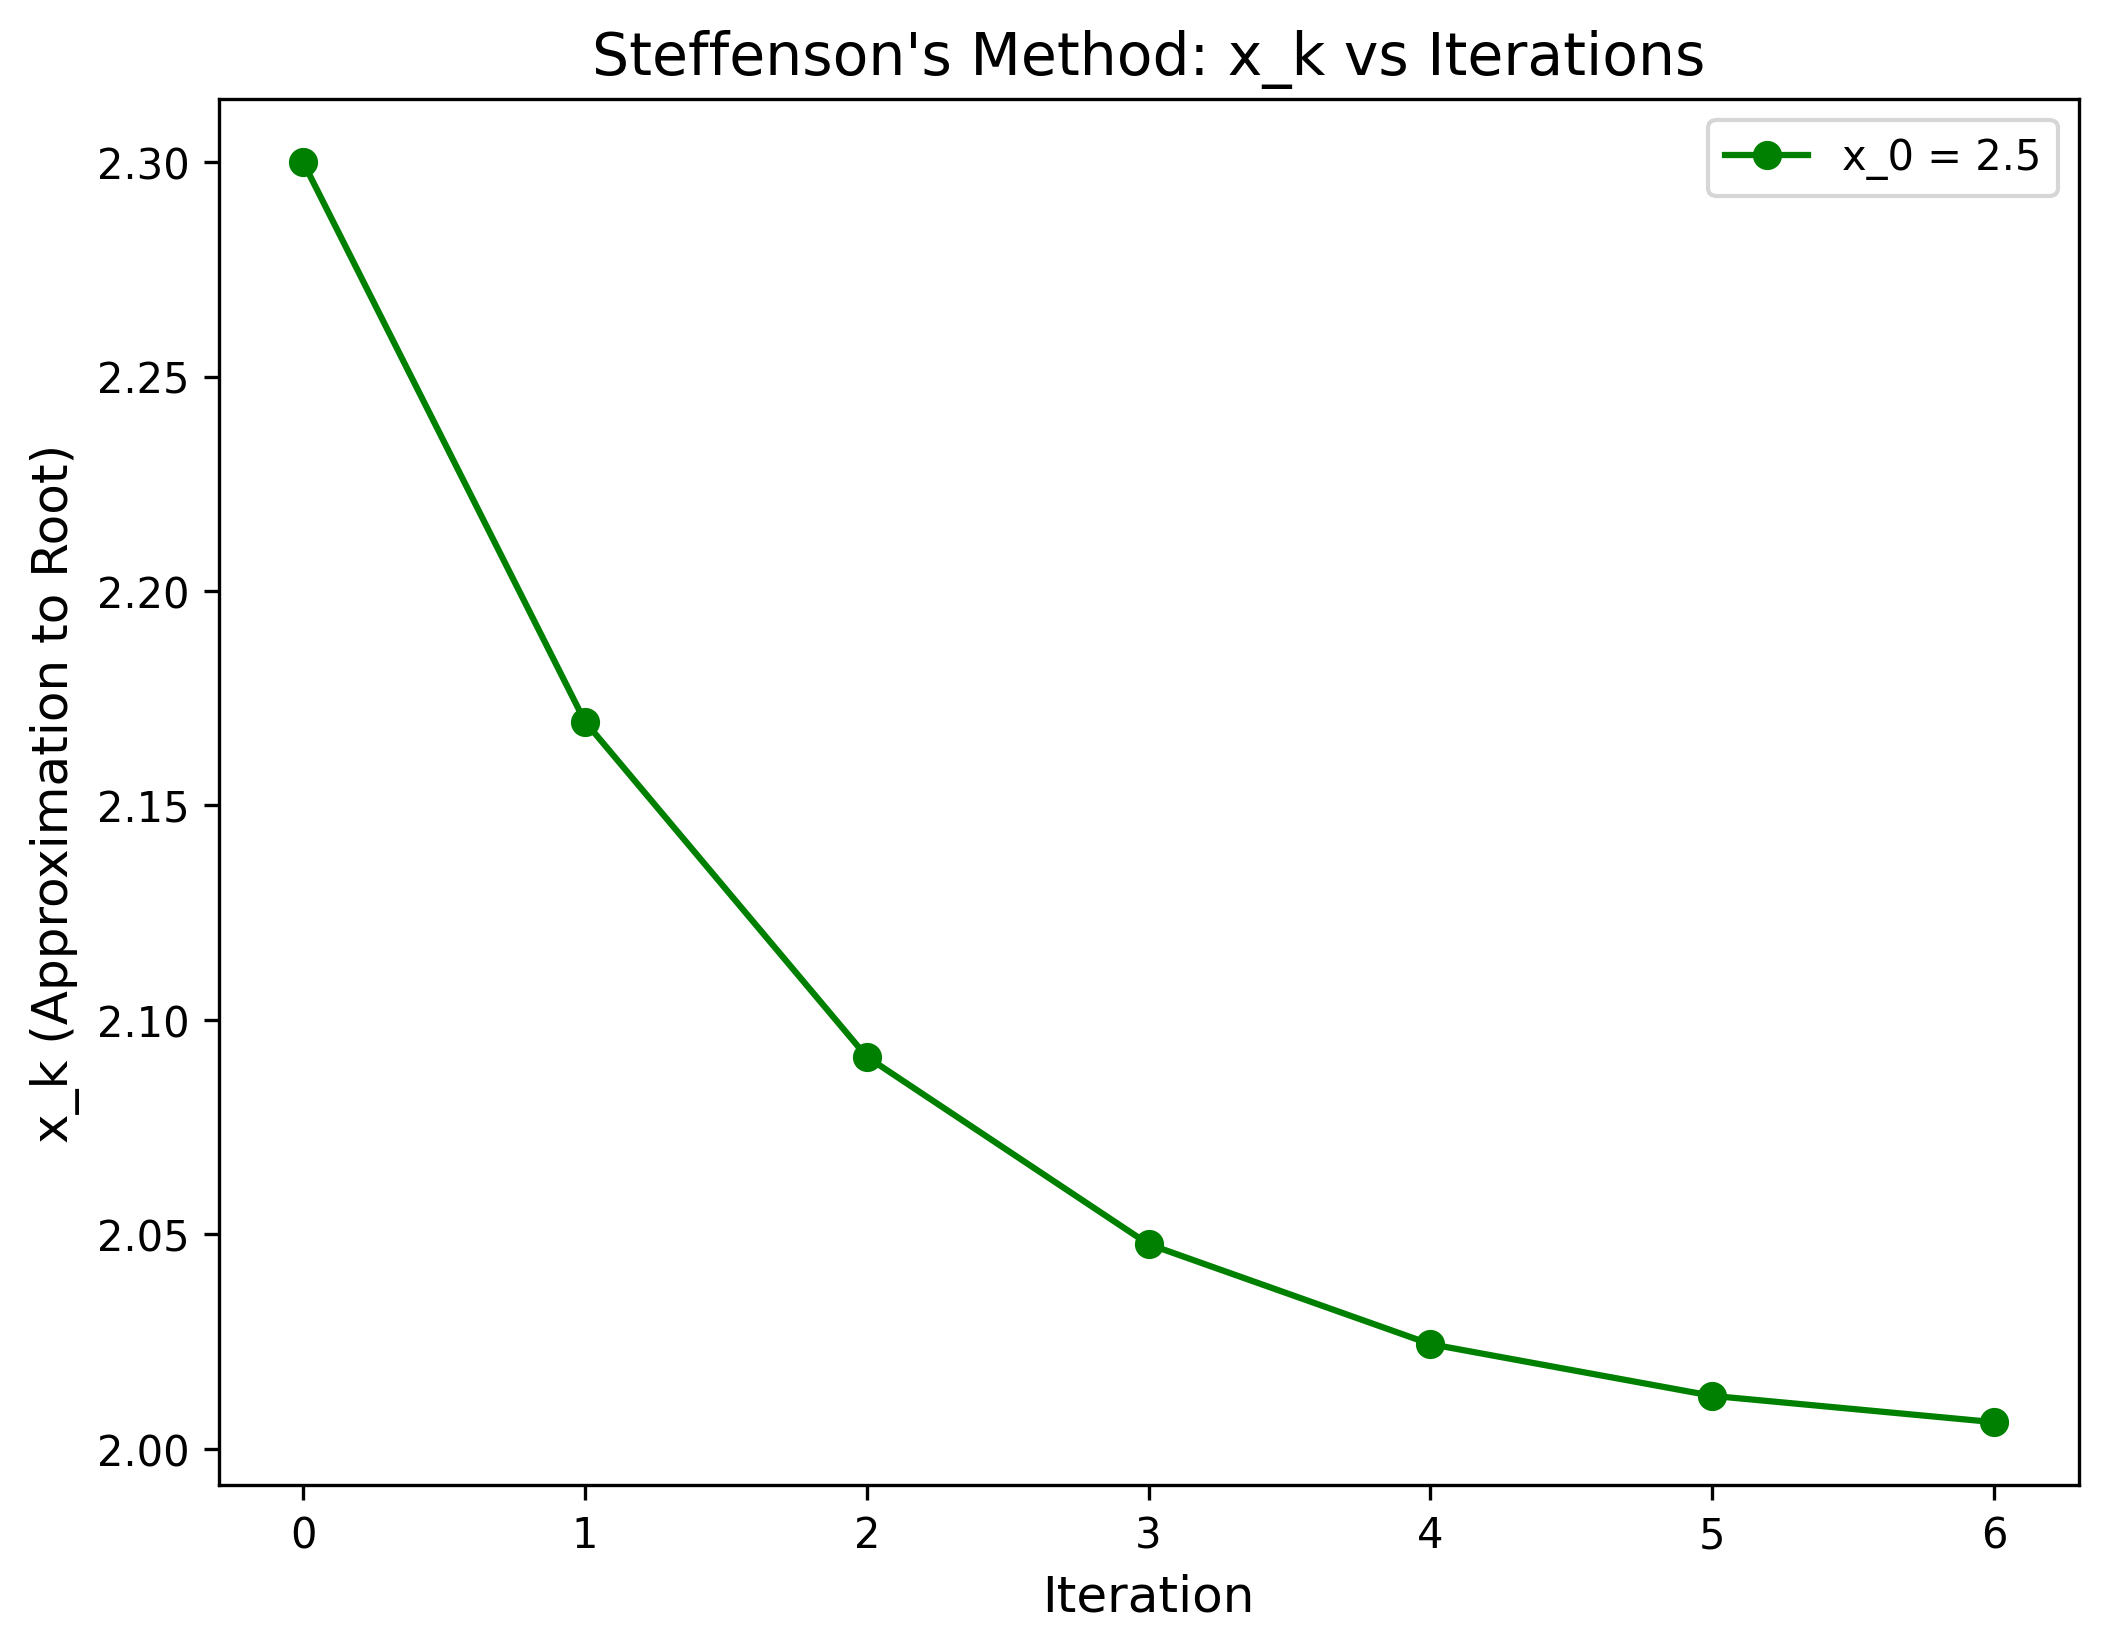 Steffenson's Method: x_k vs Iterations
x_0 = 2.5
x_k (Approximation to Root)
2.30
2.25
2.20
2.15
2.10
2.05
2.00
0 1 2 3 4 5 6
Iteration